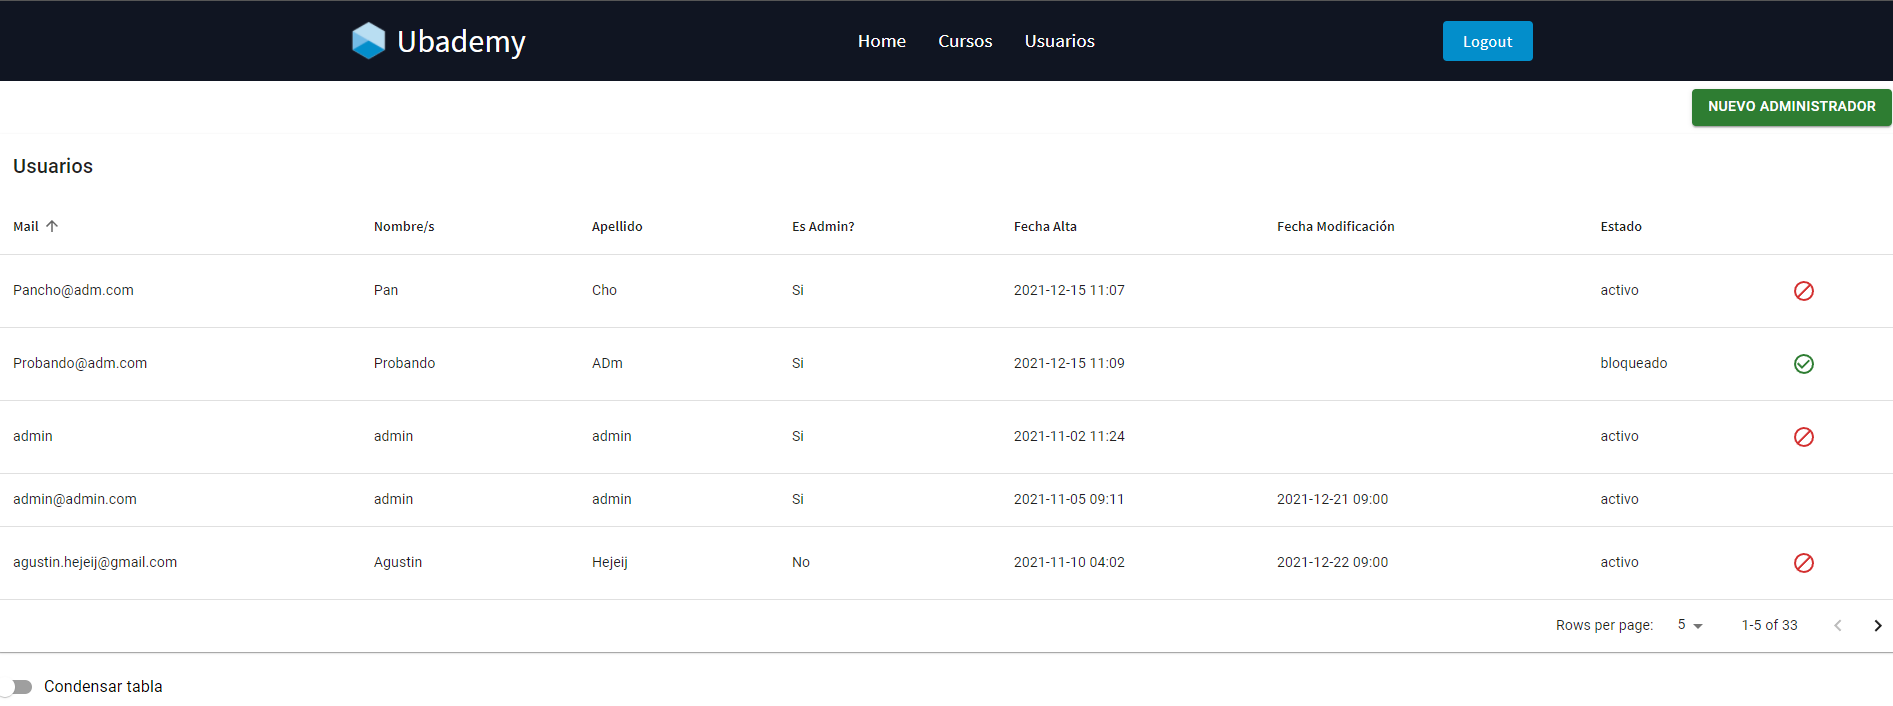 Ubademy Home Cursos Usuarios Logout
NUEVO ADMINISTRADOR
Usuarios
Mail Nombre/s Apellido Es Admin? Fecha Alta Fecha Modificación Estado
Pancho@adm.com Pan Cho Si 2021-12-15 11:07 activo
Probando@adm.com Probando ADm Si 2021-12-15 11:09 bloqueado
admin admin admin Si 2021-11-02 11:24 activo
admin@admin.com admin admin Si 2021-11-05 09:11 2021-12-21 09:00 activo
agustin.hejeij@gmail.com Agustin Hejeij No 2021-11-10 04:02 2021-12-22 09:00 activo
Rows per page: 5 1-5 of 33
Condensar tabla